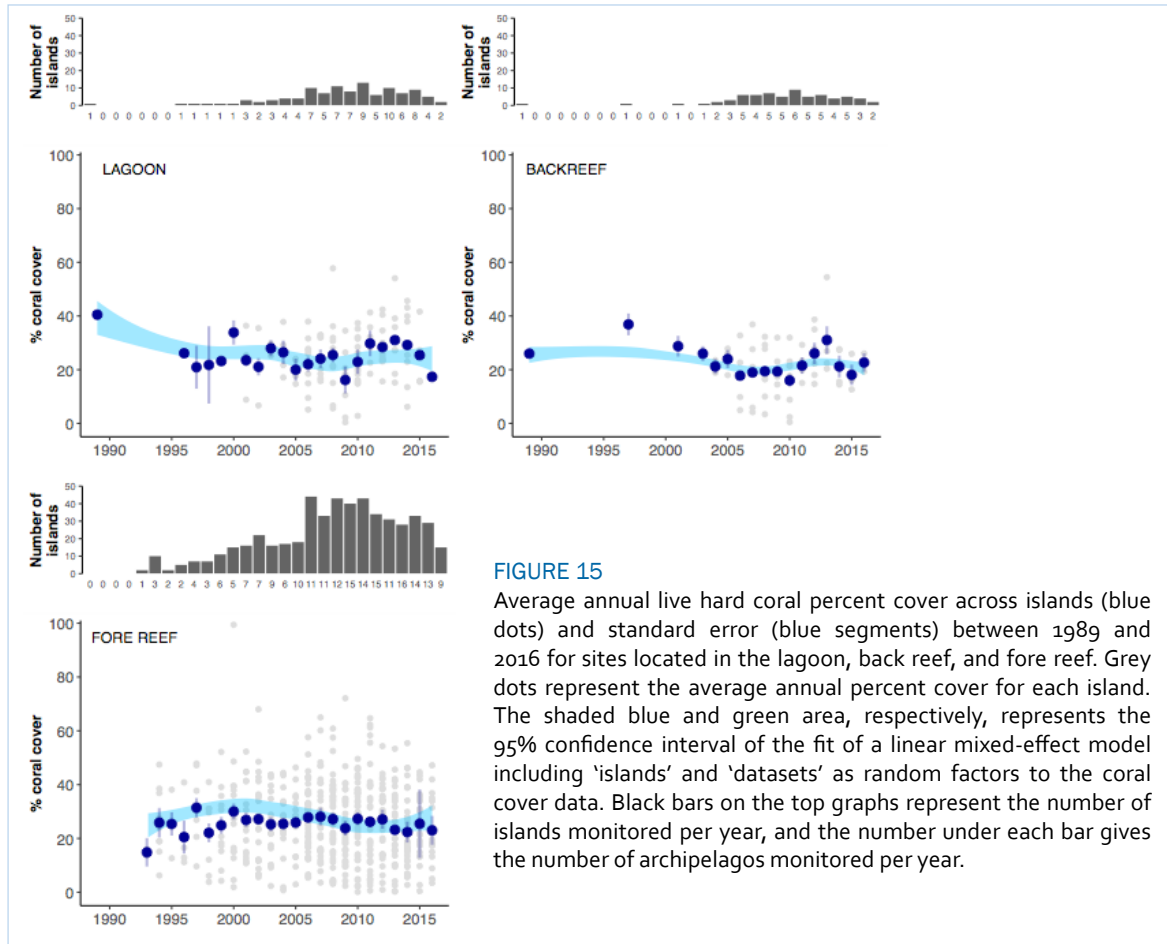 Number of
islands
50
40
30
20
10
0
1 0 0 0 0 0 0 1 1 1 1 1 3 2 3 4 4 7 5 7 7 9 5 10 6 8 4 2
LAGOON
% coral cover
100
80
60
40
20
0
1990 1995 2000 2005 2010 2015
Number of
islands
50
40
30
20
10
0
1 0 0 0 0 0 0 0 1 0 0 0 1 0 1 2 3 5 4 5 5 6 5 5 4 5 3 2
BACKREEF
% coral cover
100
80
60
40
20
0
1990 1995 2000 2005 2010 2015
Number of
islands
50
40
30
20
10
0
0 0 0 0 1 3 2 2 4 3 6 5 7 7 9 6 10 11 11 12 15 14 15 11 16 14 13 9
FORE REEF
% coral cover
100
80
60
40
20
0
1990 1995 2000 2005 2010 2015
FIGURE 15
Average annual live hard coral percent cover across islands (blue
dots) and standard error (blue segments) between 1989 and
2016 for sites located in the lagoon, back reef, and fore reef. Grey
dots represent the average annual percent cover for each island.
The shaded blue and green area, respectively, represents the
95% confidence interval of the fit of a linear mixed-effect model
including ‘islands’ and ‘datasets’ as random factors to the coral
cover data. Black bars on the top graphs represent the number of
islands monitored per year, and the number under each bar gives
the number of archipelagos monitored per year.